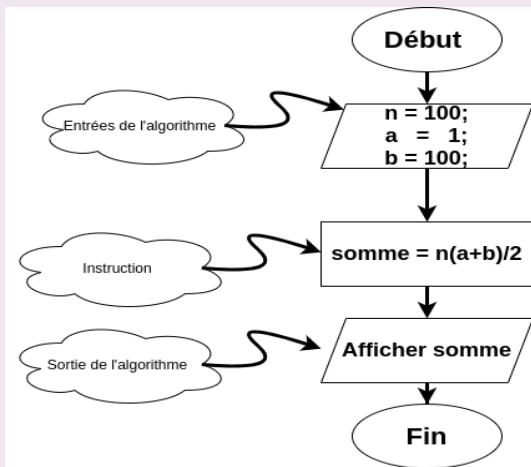 Début
Entrées de l'algorithme
n = 100;
a = 1;
b = 100;
Instruction
somme = n(a+b)/2
Sortie de l'algorithme
Afficher somme
Fin